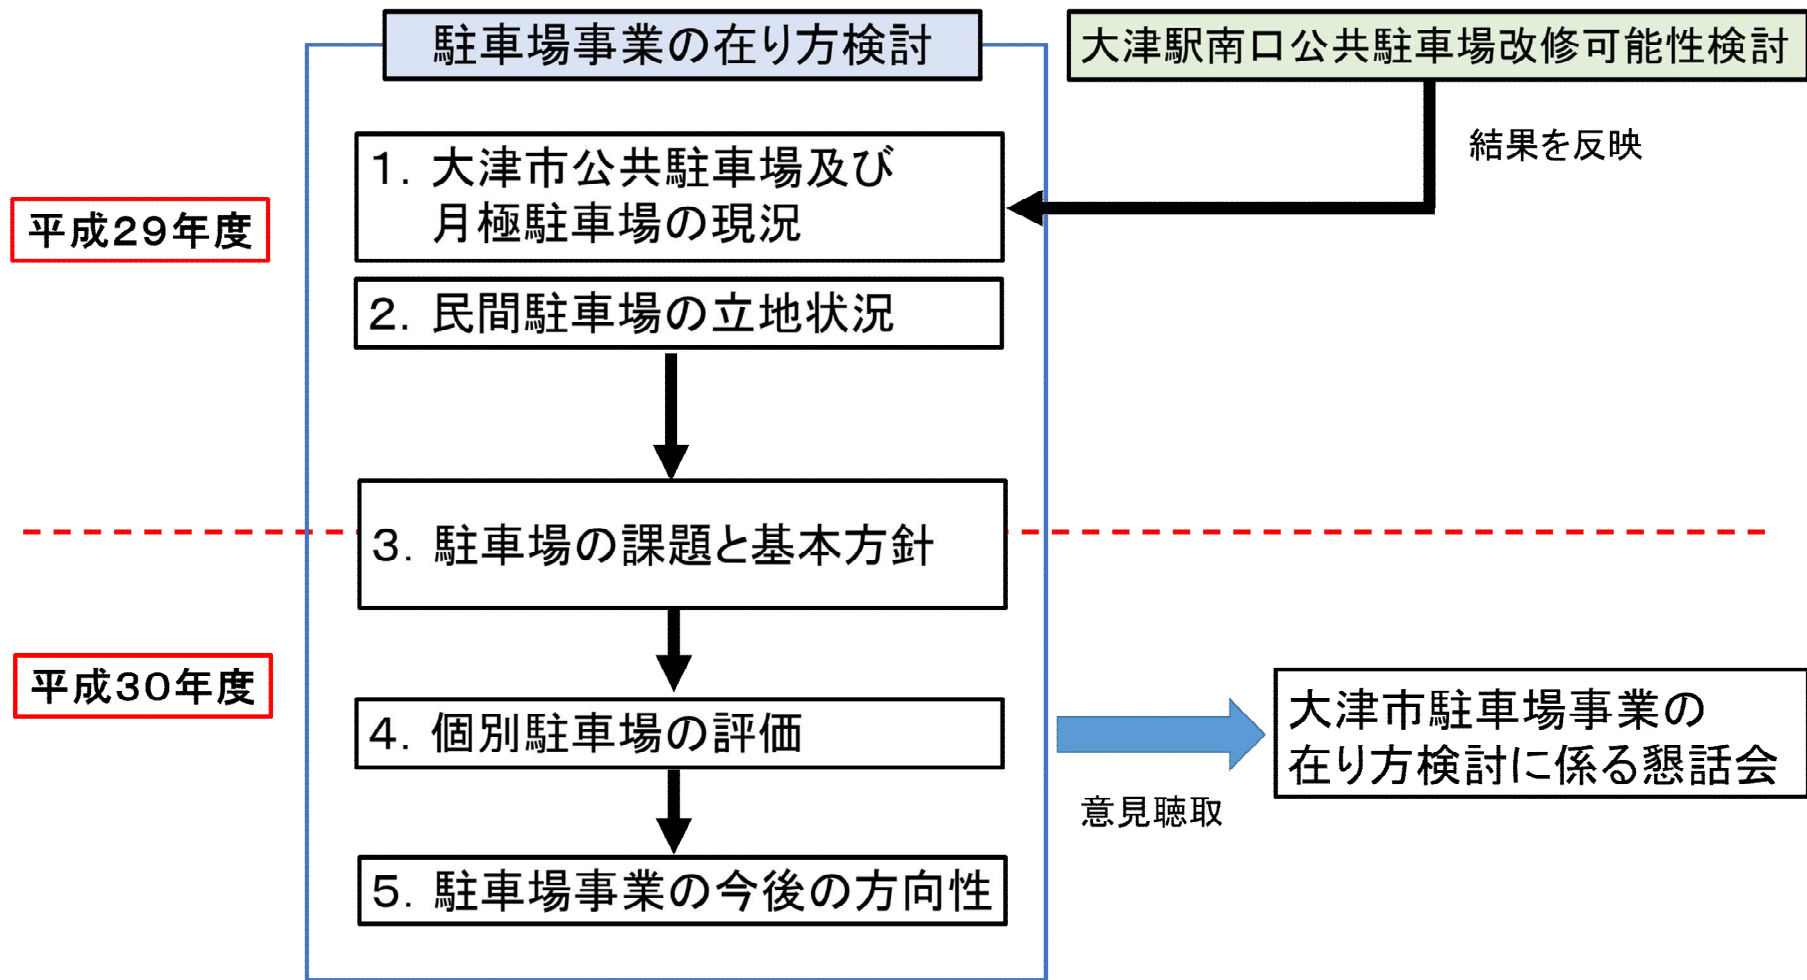 駐車場事業の在り方検討
大津駅南口公共駐車場改修可能性検討
結果を反映
平成29年度
1. 大津市公共駐車場及び
月極駐車場の現況
2. 民間駐車場の立地状況
3. 駐車場の課題と基本方針
平成30年度
4. 個別駐車場の評価
5. 駐車場事業の今後の方向性
意見聴取
大津市駐車場事業の
在り方検討に係る懇話会